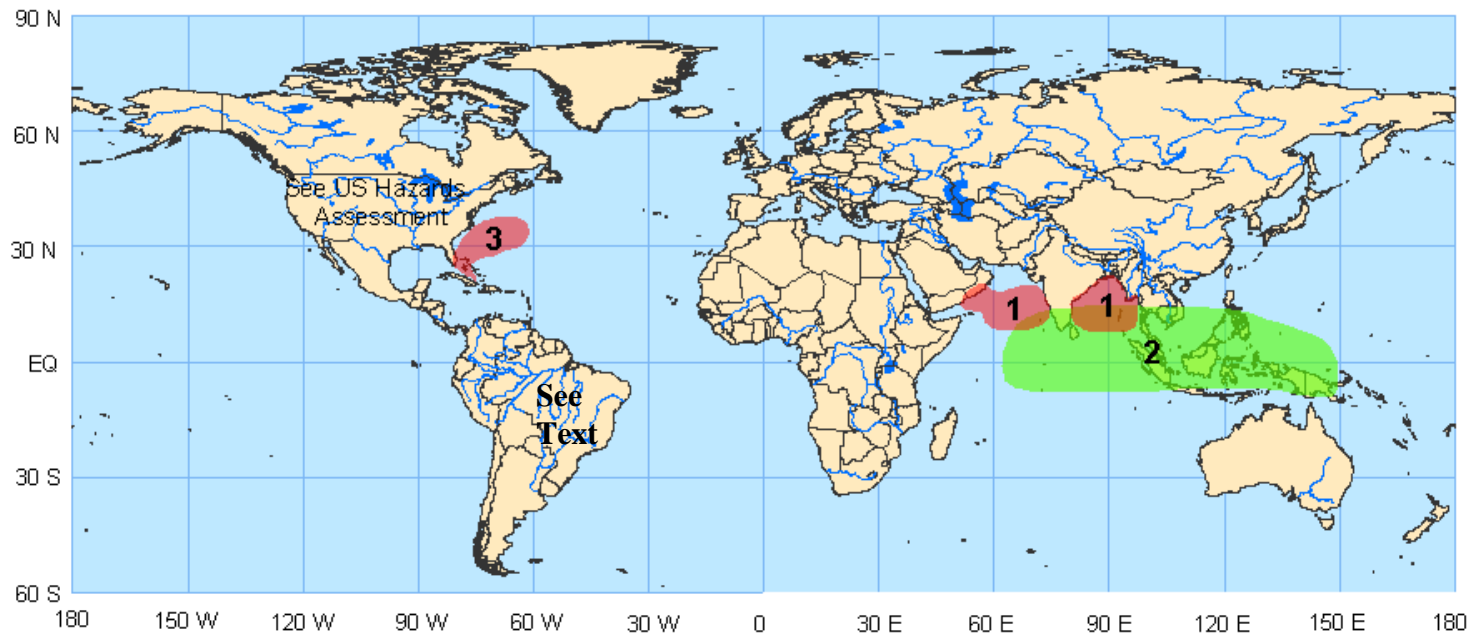 90 N
60 N
See US Hazards
Assessment
3
30 N
1
1
2
EQ
See
Text
30 S
60 S
180 150 W 120 W 90 W 60 W 30 W 0 30 E 60 E 90 E 120 E 150 E 180